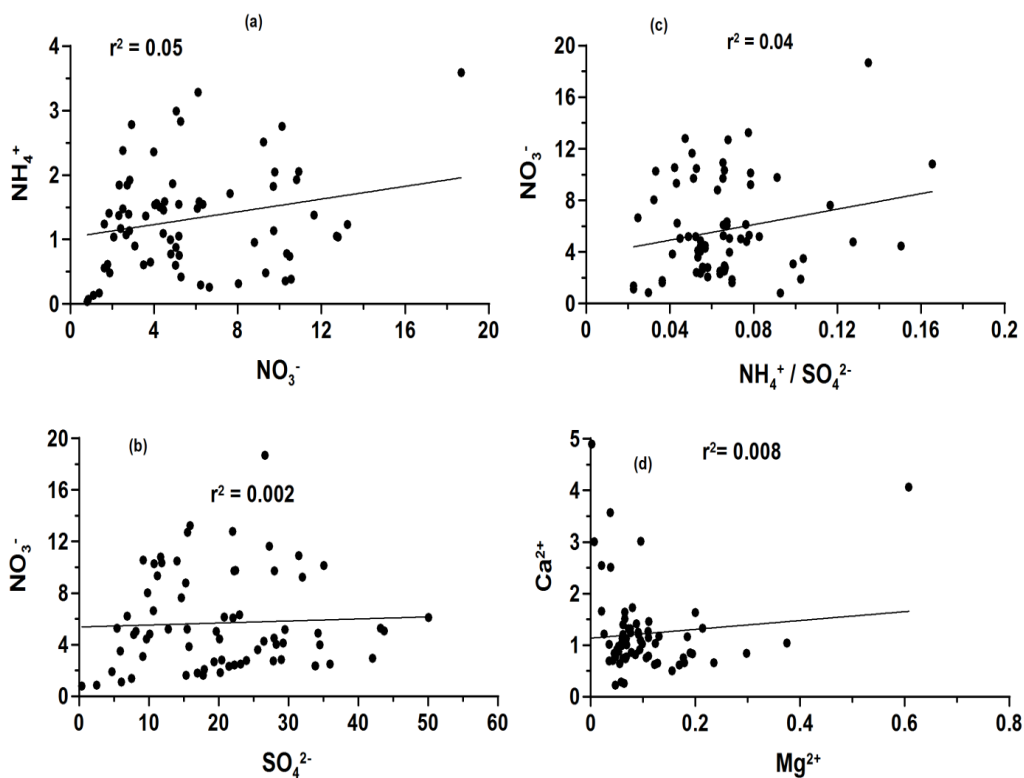 (a)
r² = 0.05
4
3
2
1
0
NH₄⁺
0 4 8 12 16 20
NO₃⁻
(c)
r² = 0.04
20
16
12
8
4
0
NO₃⁻
0 0.04 0.08 0.12 0.16 0.2
NH₄⁺ / SO₄²⁻
(b)
r² = 0.002
20
16
12
8
4
0
NO₃⁻
0 10 20 30 40 50 60
SO₄²⁻
(d)
r²= 0.008
5
4
3
2
1
0
Ca²⁺
0 0.2 0.4 0.6 0.8
Mg²⁺